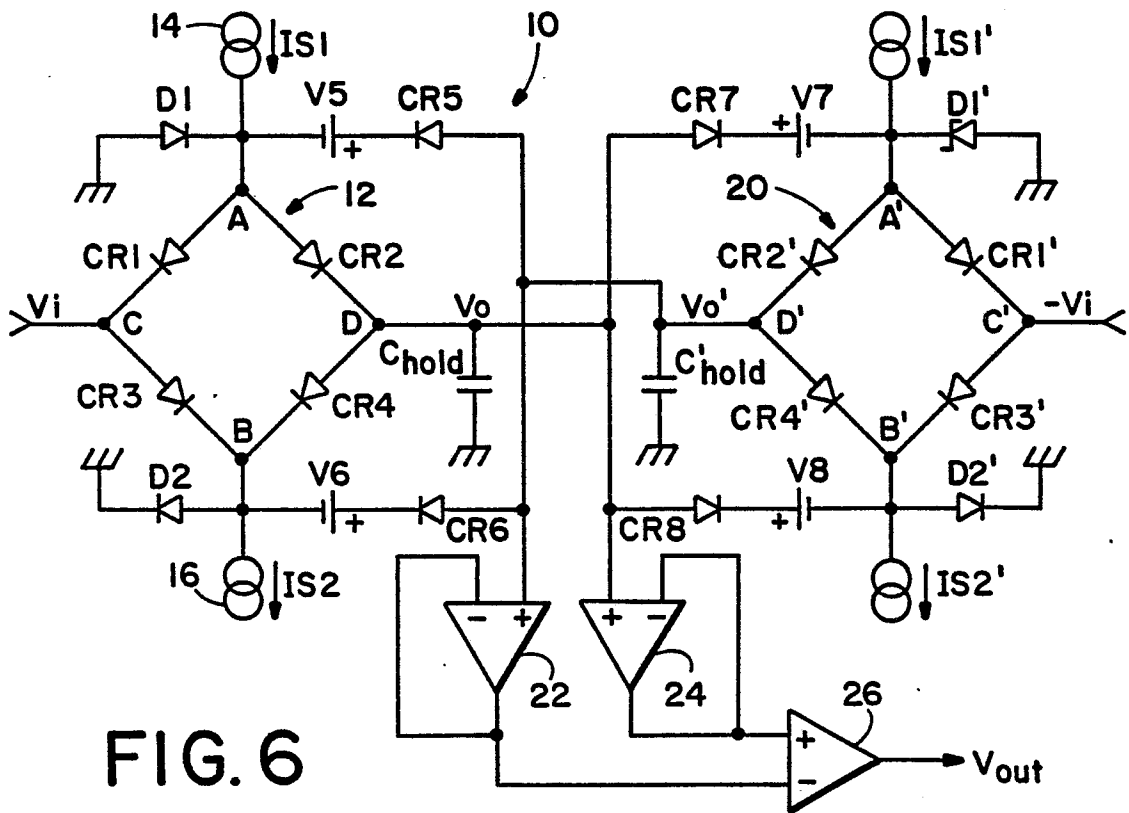 14
IS1
10
IS1'
D1
V5
CR5
CR7
V7
D1'
+
+
12
20
A
A'
CR1
CR2
CR2'
CR1'
Vi
C
D
Vo
Vo'
D'
C'
-Vi
Chold
C'hold
CR3
CR4
CR4'
CR3'
B
B'
D2
V6
V8
D2'
+
CR6
CR8
+
16
IS2
IS2'
- +
+ -
22
24
26
+
-
Vout
FIG. 6